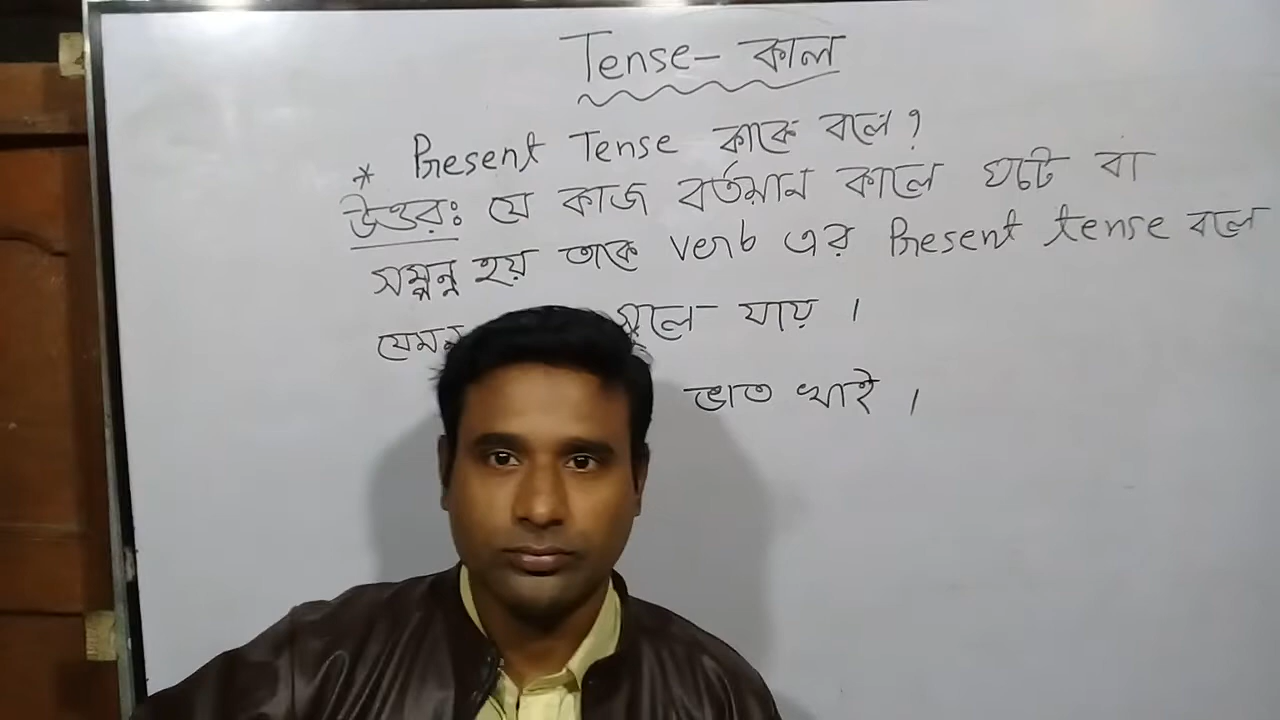 Tense- কাল
* Present Tense কাকে বলে?
উত্তরঃ যে কাজ বর্তমান কালে ঘটে বা
সম্পন্ন হয় তাকে verb এর Present tense বলে
যেমন স্কুলে যায়।
ভাত খাই।